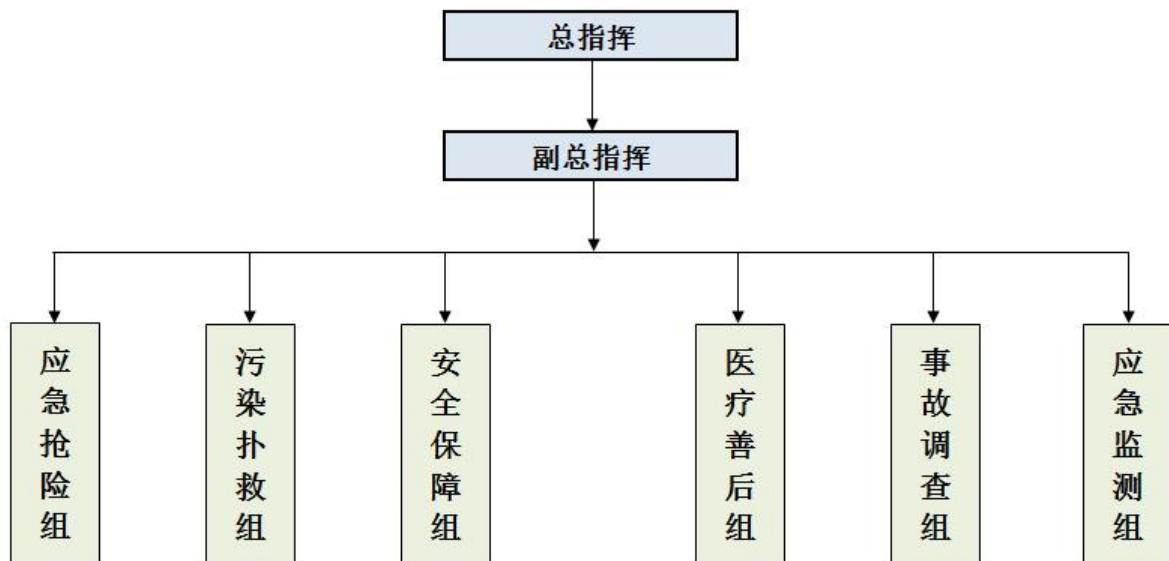 总指挥
副总指挥
应急抢险组
污染扑救组
安全保障组
医疗善后组
事故调查组
应急监测组